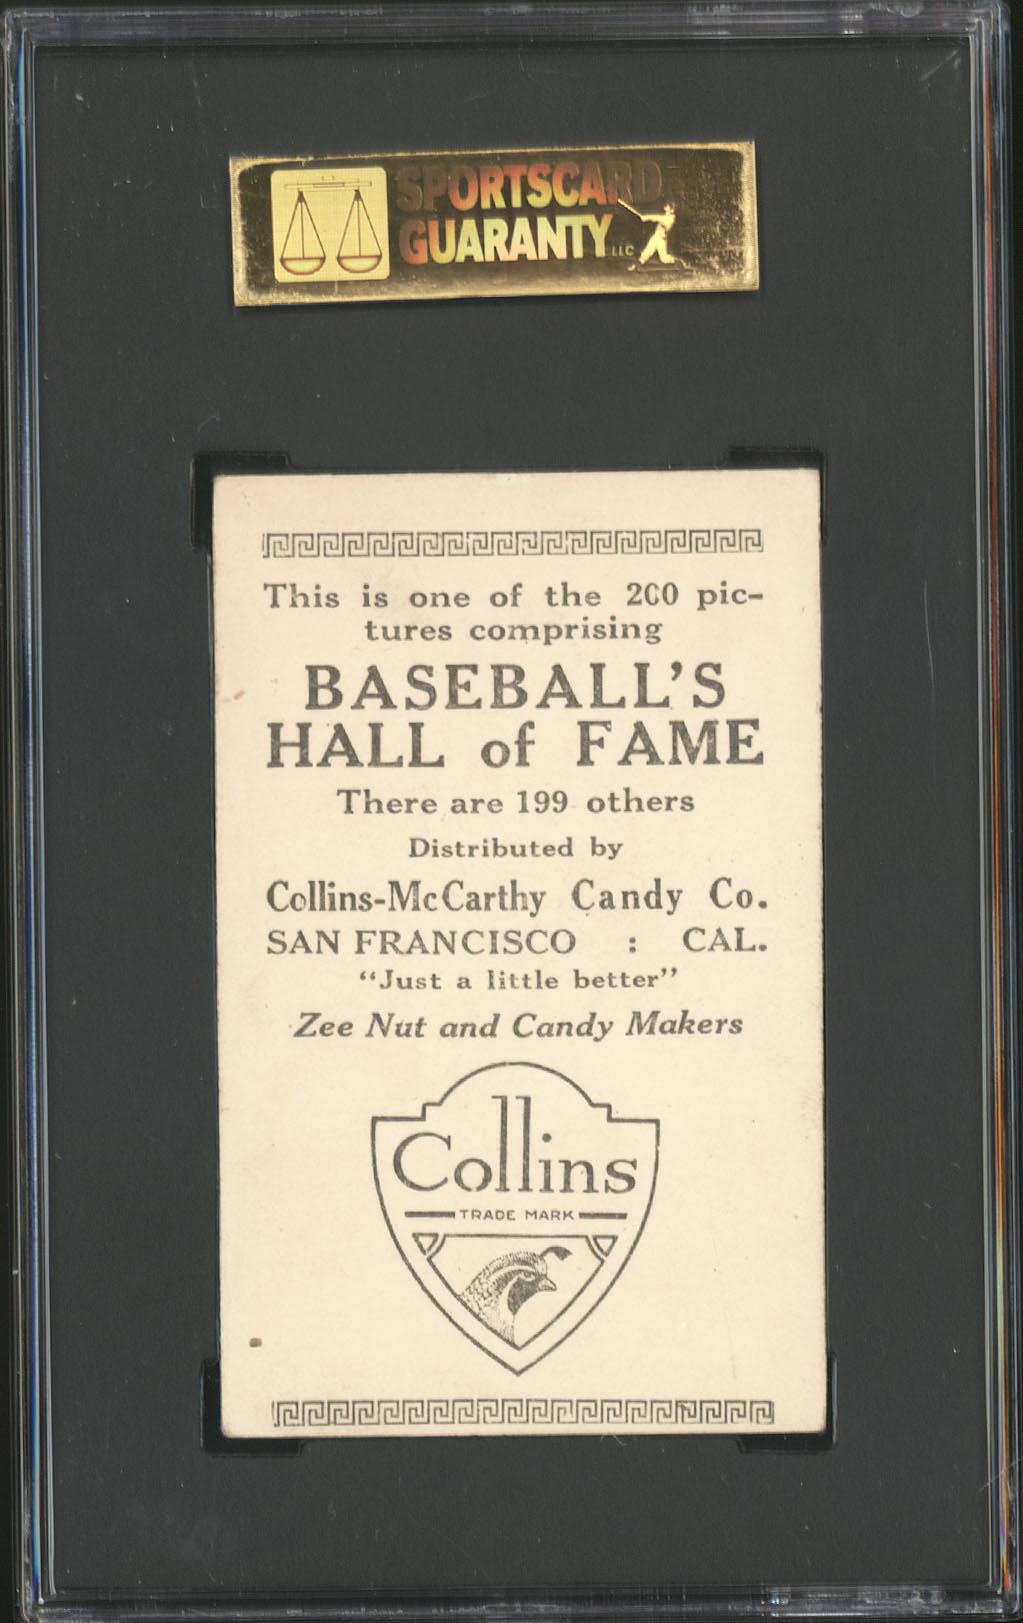 SPORTSCARD
GUARANTY LLC
This is one of the 200 pic-
tures comprising
BASEBALL'S
HALL of FAME
There are 199 others
Distributed by
Collins-McCarthy Candy Co.
SAN FRANCISCO : CAL.
"Just a little better"
Zee Nut and Candy Makers
Collins
TRADE MARK